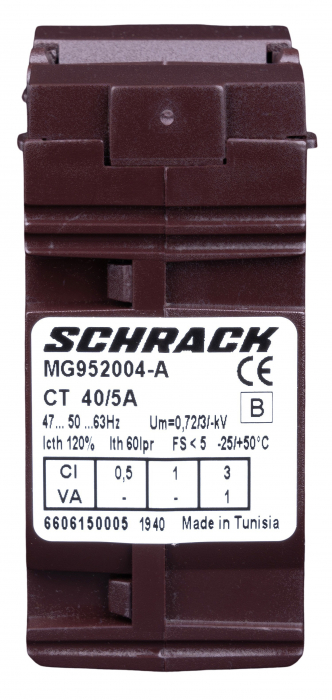 SCHRACK
MG952004-A CE
CT 40/5A B
47... 50 ...63Hz Um=0,72/3/-kV
Icth 120% Ith 60Ipr FS < 5 -25/+50°C
CI 0,5 1 3
VA - - 1
6606150005 1940 Made in Tunisia